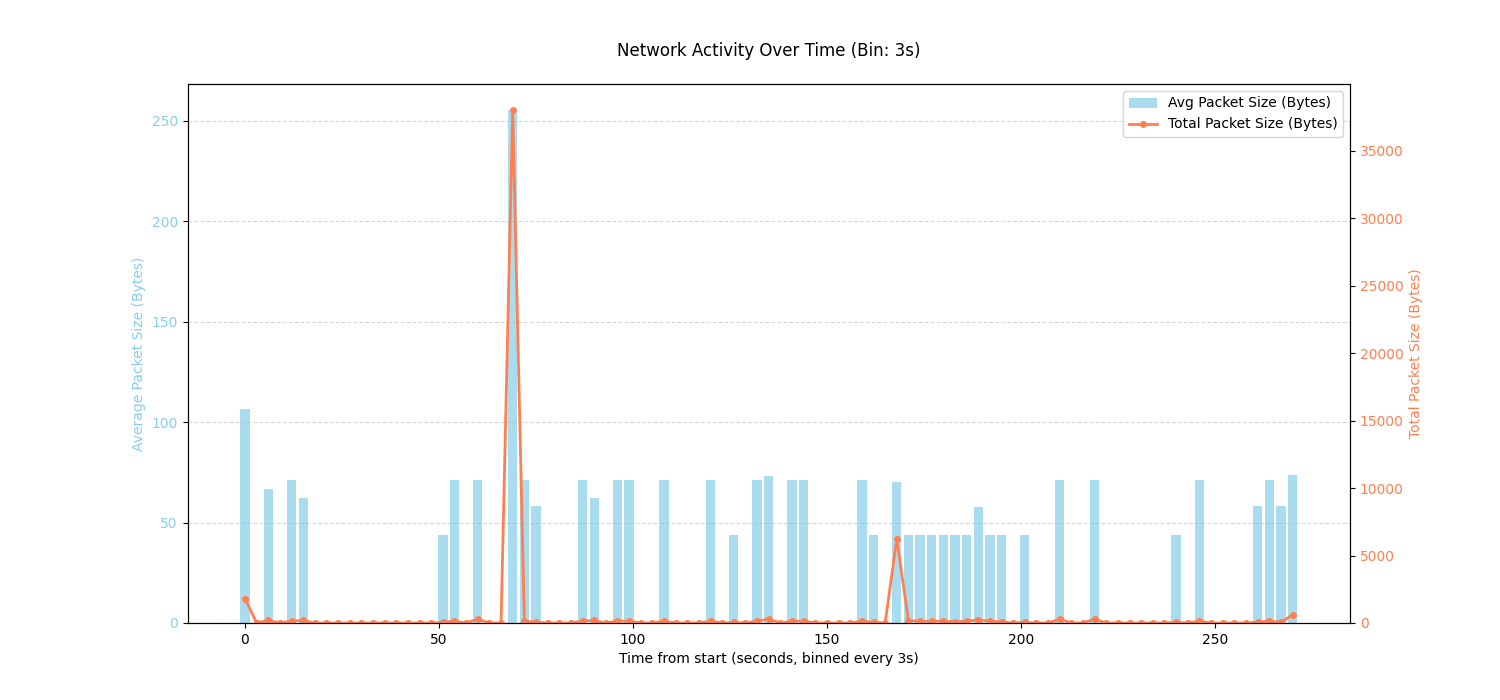 Network Activity Over Time (Bin: 3s)
Avg Packet Size (Bytes)
Total Packet Size (Bytes)
Average Packet Size (Bytes)
250
200
150
100
50
0
35000
30000
25000
20000
15000
10000
5000
0
Total Packet Size (Bytes)
0 50 100 150 200 250
Time from start (seconds, binned every 3s)